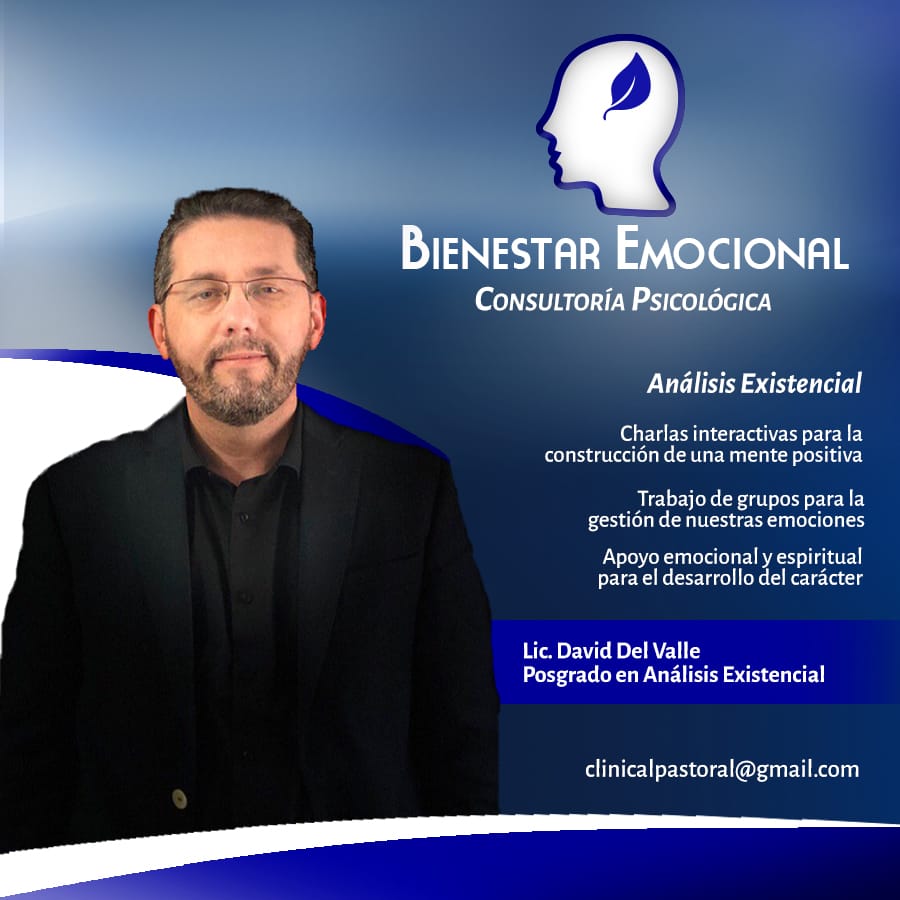 Bienestar Emocional
Consultoría Psicológica
Análisis Existencial
Charlas interactivas para la
construcción de una mente positiva
Trabajo de grupos para la
gestión de nuestras emociones
Apoyo emocional y espiritual
para el desarrollo del carácter
Lic. David Del Valle
Posgrado en Análisis Existencial
clinicalpastoral@gmail.com